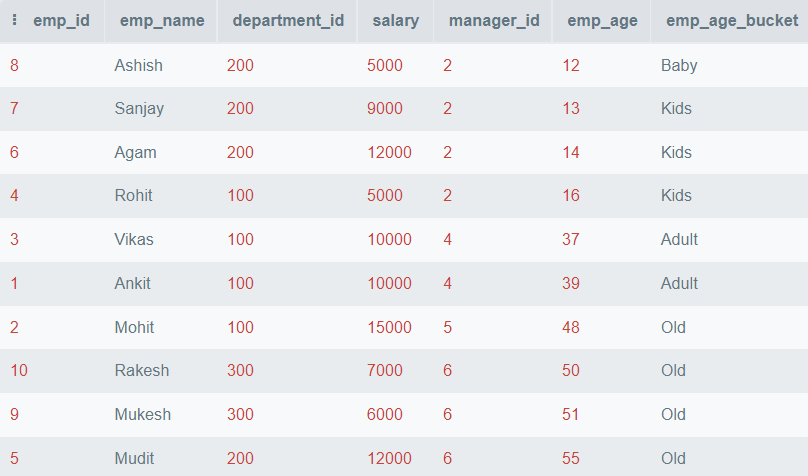 emp_id emp_name department_id salary manager_id emp_age emp_age_bucket
8 Ashish 200 5000 2 12 Baby
7 Sanjay 200 9000 2 13 Kids
6 Agam 200 12000 2 14 Kids
4 Rohit 100 5000 2 16 Kids
3 Vikas 100 10000 4 37 Adult
1 Ankit 100 10000 4 39 Adult
2 Mohit 100 15000 5 48 Old
10 Rakesh 300 7000 6 50 Old
9 Mukesh 300 6000 6 51 Old
5 Mudit 200 12000 6 55 Old